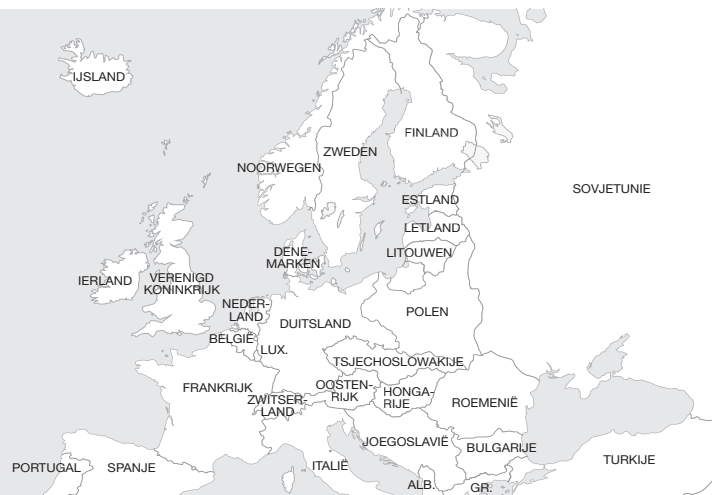 IJSLAND
FINLAND
ZWEDEN
NOORWEGEN
SOVJETUNIE
ESTLAND
LETLAND
LITOUWEN
DENE-
MARKEN
IERLAND
VERENIGD
KONINKRIJK
NEDER-
LAND
POLEN
DUITSLAND
BELGIË
LUX.
TSJECHOSLOWAKIJE
FRANKRIJK
OOSTEN-
RIJK
HONGA-
RIJE
ZWITSER-
LAND
ROEMENIË
JOEGOSLAVIË
BULGARIJE
TURKIJE
PORTUGAL
SPANJE
ITALIË
ALB.
GR.